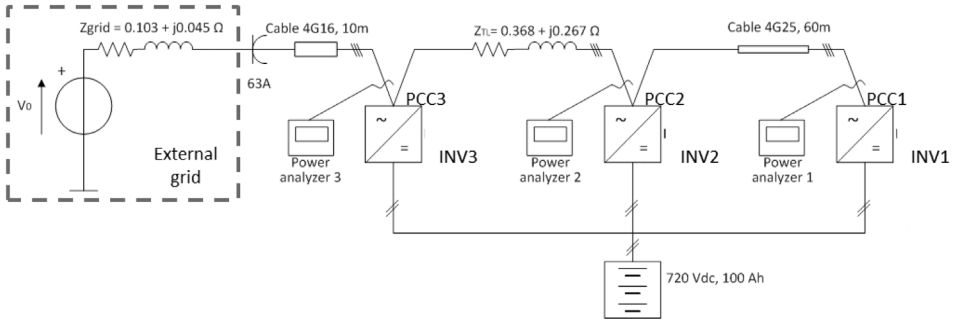 Zgrid = 0.103 + j0.045 Ω
Cable 4G16, 10m
ZTL= 0.368 + j0.267 Ω
Cable 4G25, 60m
+
V0
63A
PCC3
PCC2
PCC1
~
~
~
=
=
=
External
grid
Power
analyzer 3
INV3
Power
analyzer 2
INV2
Power
analyzer 1
INV1
720 Vdc, 100 Ah